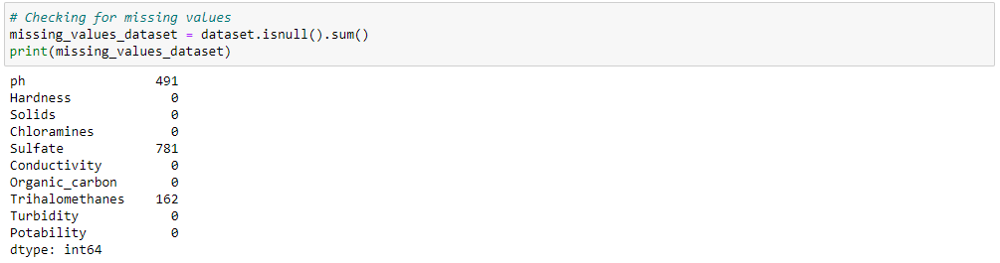 # Checking for missing values
missing_values_dataset = dataset.isnull().sum()
print(missing_values_dataset)
ph 491
Hardness 0
Solids 0
Chloramines 0
Sulfate 781
Conductivity 0
Organic_carbon 0
Trihalomethanes 162
Turbidity 0
Potability 0
dtype: int64